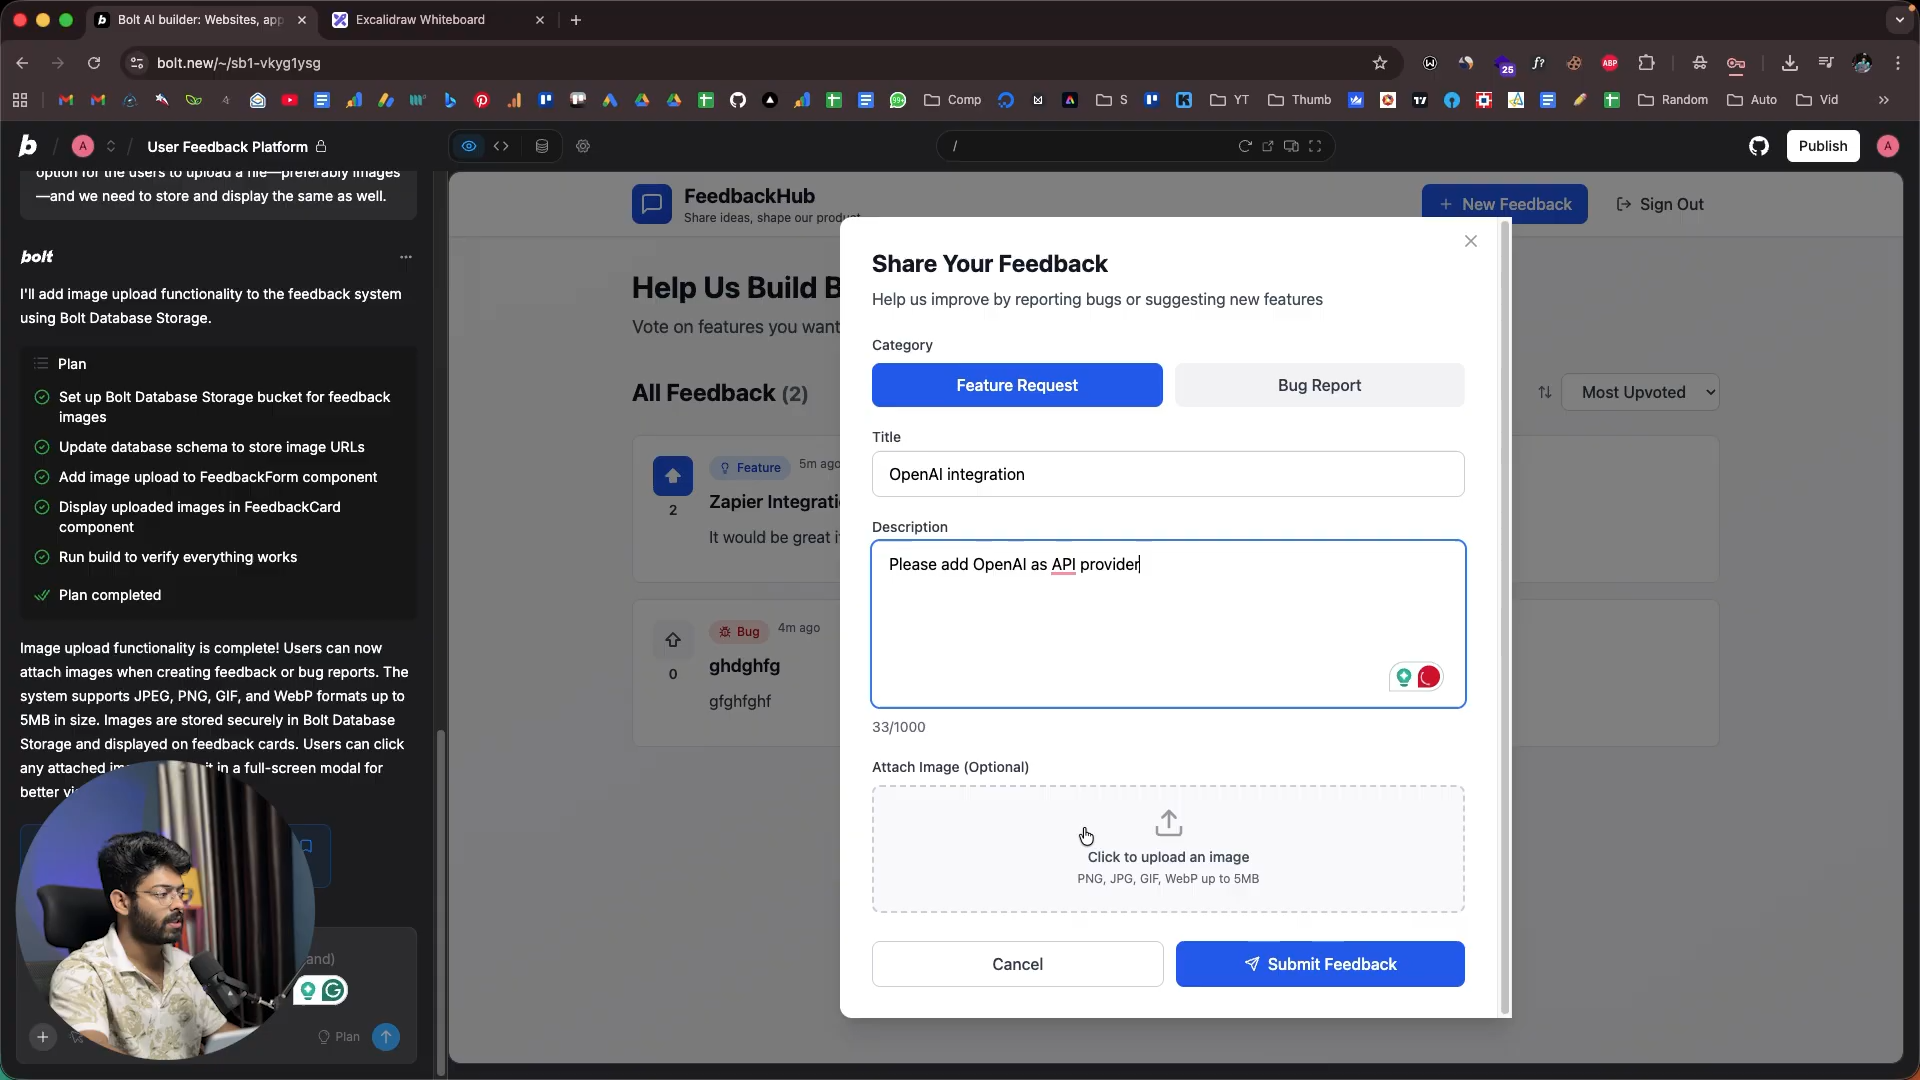 Bolt AI builder: Websites, app
Excalidraw Whiteboard
bolt.new/~/sb1-vkyg1ysg
25
f?
ABP
Comp
S
YT
Thumb
Random
Auto
Vid
b
A
User Feedback Platform
/
Publish
A
option for the users to upload a file—preferably images
—and we need to store and display the same as well.
bolt
I'll add image upload functionality to the feedback system
using Bolt Database Storage.
Plan
Set up Bolt Database Storage bucket for feedback
images
Update database schema to store image URLs
Add image upload to FeedbackForm component
Display uploaded images in FeedbackCard
component
Run build to verify everything works
Plan completed
Image upload functionality is complete! Users can now
attach images when creating feedback or bug reports. The
system supports JPEG, PNG, GIF, and WebP formats up to
5MB in size. Images are stored securely in Bolt Database
Storage and displayed on feedback cards. Users can click
any attached in a full-screen modal for
better
and)
Plan
FeedbackHub
Share ideas, shape our product
New Feedback
Sign Out
Help Us Build B
Vote on features you want
All Feedback (2)
Most Upvoted
2
Feature
5m ago
Zapier Integrati
It would be great i
0
Bug
4m ago
ghdghfg
gfghfghf
Share Your Feedback
Help us improve by reporting bugs or suggesting new features
Category
Feature Request
Bug Report
Title
OpenAI integration
Description
Please add OpenAI as API provider
33/1000
Attach Image (Optional)
Click to upload an image
PNG, JPG, GIF, WebP up to 5MB
Cancel
Submit Feedback